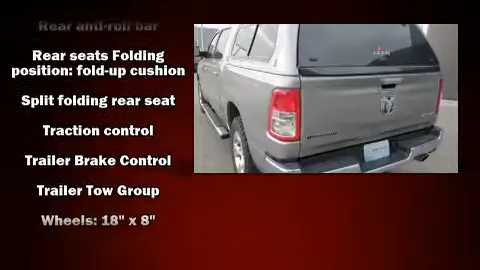 Rear anti-roll bar
Rear seats Folding
position: fold-up cushion
Split folding rear seat
Traction control
Trailer Brake Control
Trailer Tow Group
Wheels: 18" x 8"